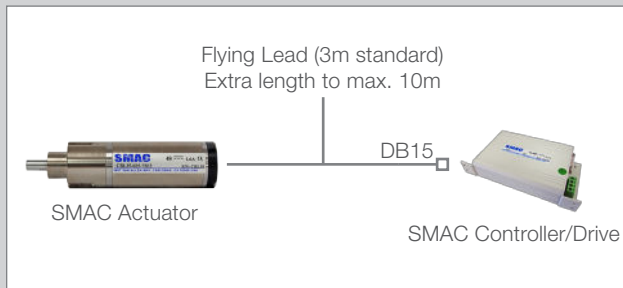 Flying Lead (3m standard)
Extra length to max. 10m
DB15
SMAC
SMAC Actuator
SMAC
SMAC Controller/Drive